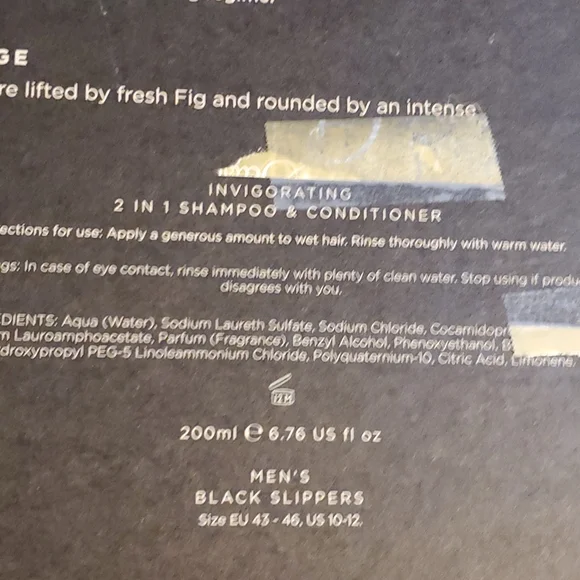 GE
re lifted by fresh Fig and rounded by an intense
INVIGORATING
2 IN 1 SHAMPOO & CONDITIONER
ections for use: Apply a generous amount to wet hair. Rinse thoroughly with warm water.
gs: In case of eye contact, rinse immediately with plenty of clean water. Stop using if produ
disagrees with you.
EDIENTS: Aqua (Water), Sodium Laureth Sulfate, Sodium Chloride, Cocamidopr
m Lauroamphoacetate, Parfum (Fragrance), Benzyl Alcohol, Phenoxyethanol, B
droxypropyl PEG-5 Linoleammonium Chloride, Polyquaternium-10, Citric Acid, Limonene,
12 M
200ml e 6.76 US fl oz
MEN'S
BLACK SLIPPERS
Size EU 43 - 46, US 10-12.